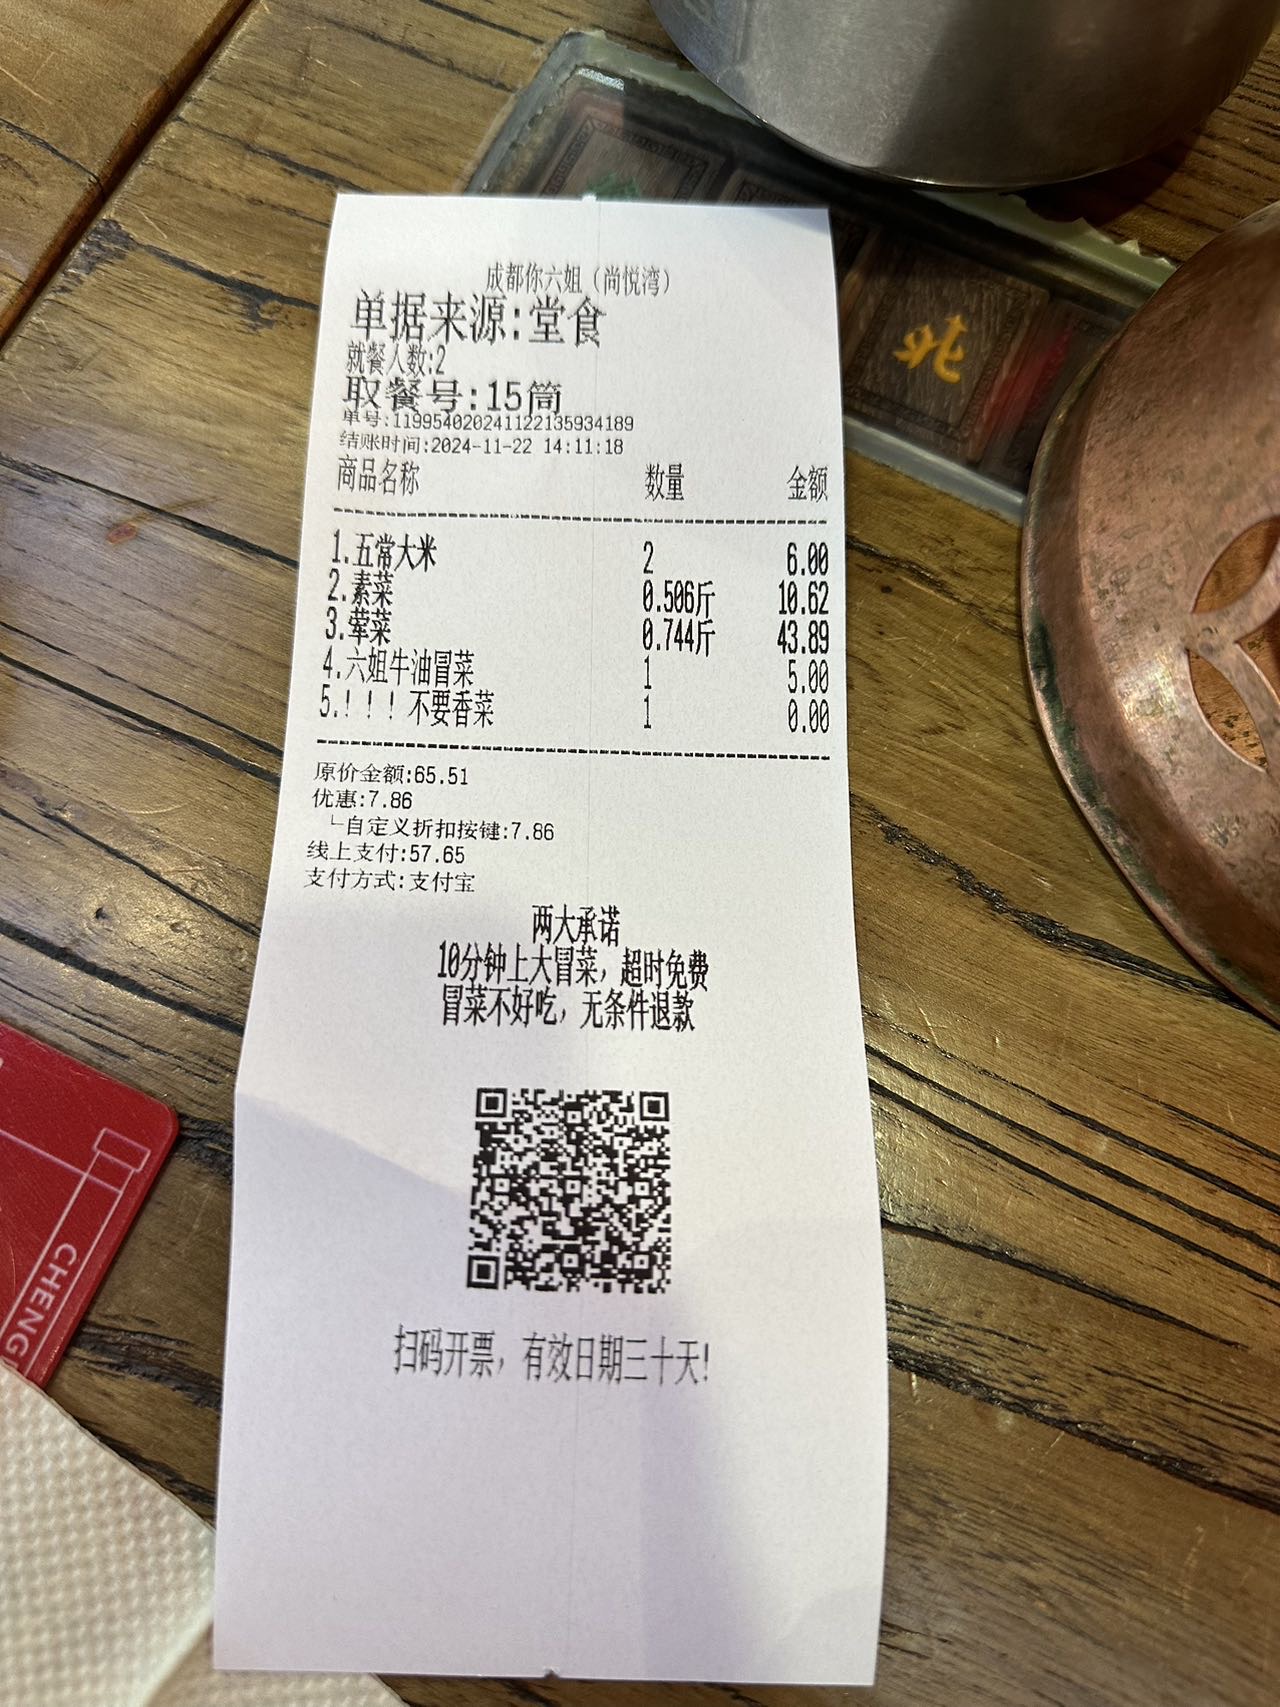 成都你六姐（尚悦湾）
单据来源:堂食
就餐人数:2
取餐号:15筒
单号:119954020241122135934189
结账时间:2024-11-22 14:11:18
商品名称 数量 金额
1.五常大米 2 6.00
2.素菜 0.506斤 10.62
3.荤菜 0.744斤 43.89
4.六姐牛油冒菜 1 5.00
5.！！！不要香菜 1 0.00
原价金额:65.51
优惠:7.86
└自定义折扣按键:7.86
线上支付:57.65
支付方式:支付宝
两大承诺
10分钟上大冒菜，超时免费
冒菜不好吃，无条件退款
扫码开票，有效日期三十天!
北
CHENG